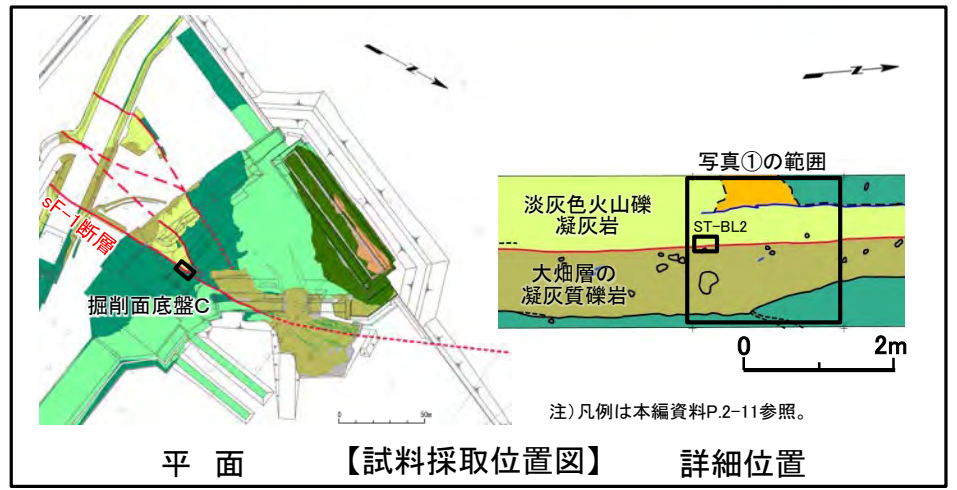 sF-1断層
掘削面底盤C
0
50m
平 面
【試料採取位置図】
Z
Z
写真①の範囲
淡灰色火山礫
凝灰岩
ST-BL2
大畑層の
凝灰質礫岩
0
2m
注)凡例は本編資料P.2-11参照。
詳細位置